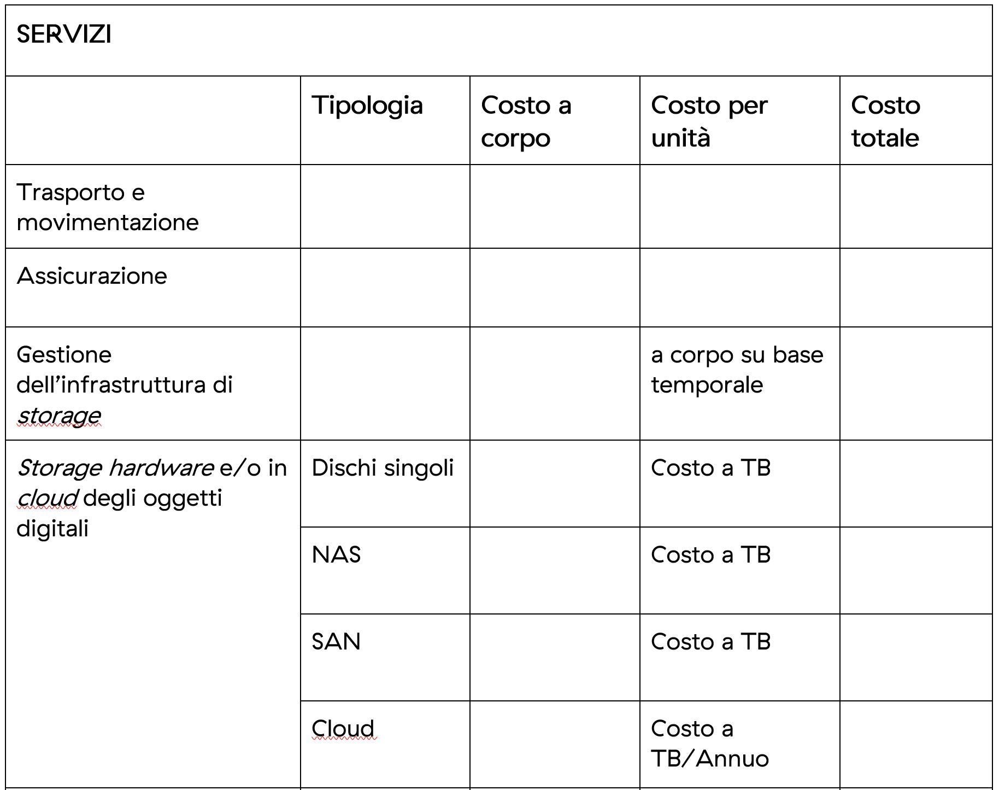 SERVIZI
Tipologia
Costo a
corpo
Costo per
unità
Costo
totale
Trasporto e
movimentazione
Assicurazione
Gestione
dell’infrastruttura di
storage
a corpo su base
temporale
Storage hardware e/o in
cloud degli oggetti
digitali
Dischi singoli
Costo a TB
NAS
Costo a TB
SAN
Costo a TB
Cloud
Costo a
TB/Annuo